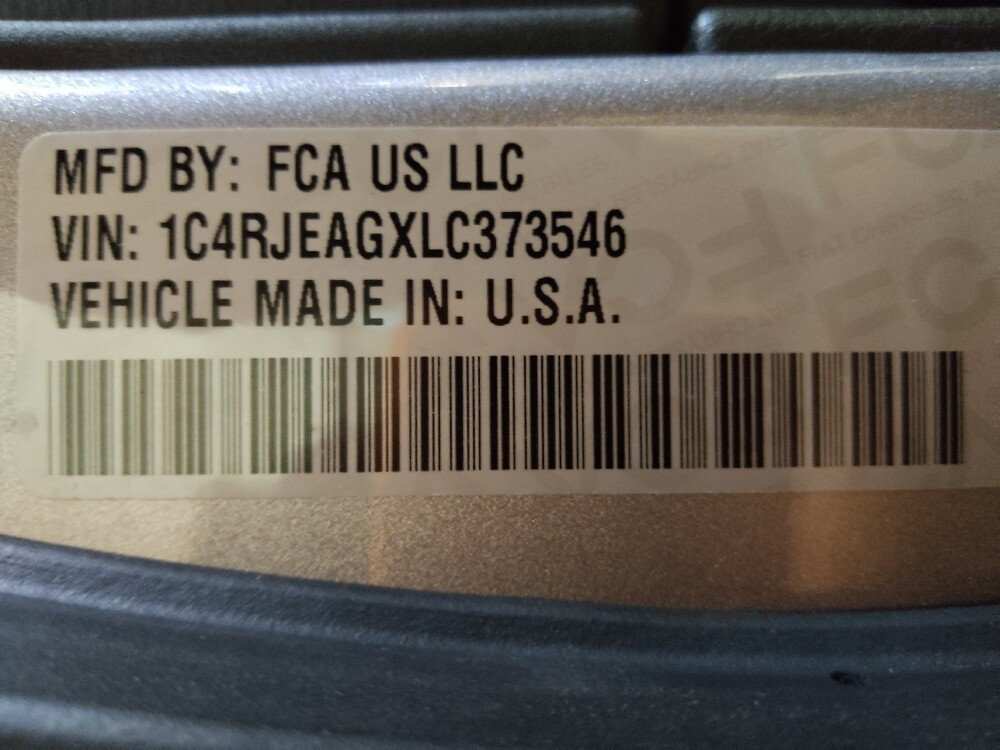 MFD BY: FCA US LLC
VIN: 1C4RJEAGXLC373546
VEHICLE MADE IN: U.S.A.